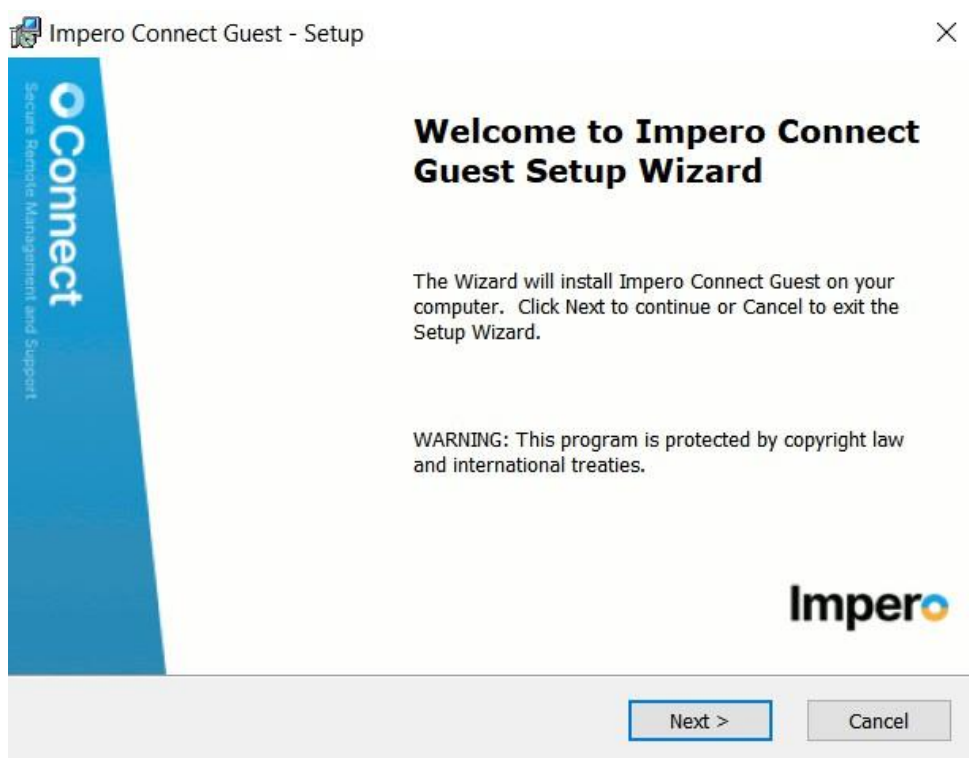 Impero Connect Guest - Setup
Connect
Secure Remote Management and Support
Welcome to Impero Connect
Guest Setup Wizard
The Wizard will install Impero Connect Guest on your
computer.  Click Next to continue or Cancel to exit the
Setup Wizard.
WARNING: This program is protected by copyright law
and international treaties.
Impero
Next >
Cancel